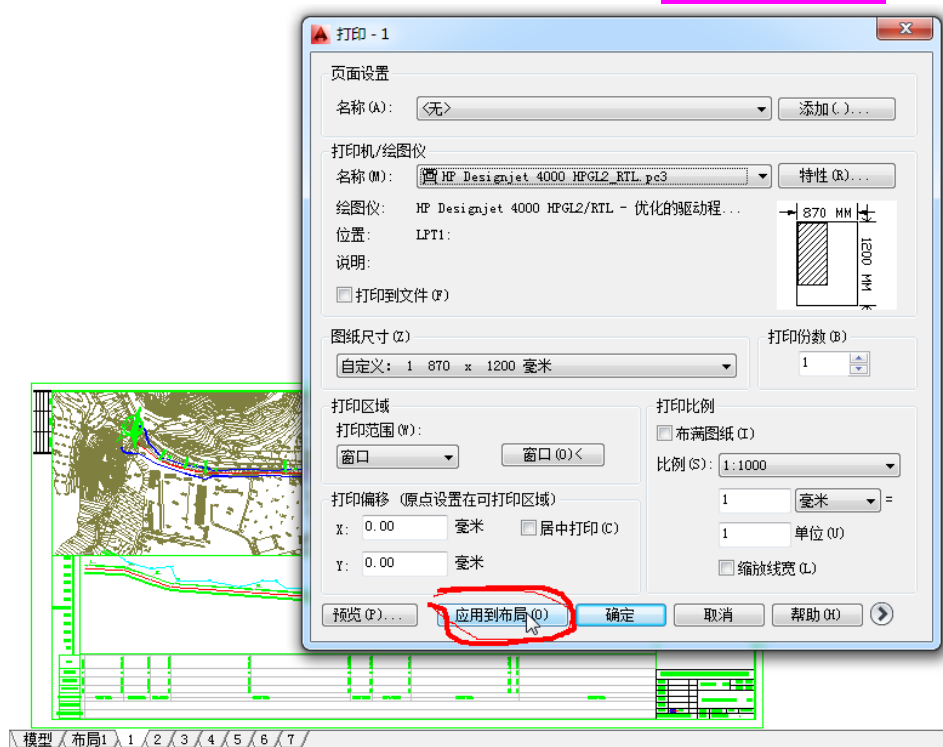 打印 - 1
页面设置
名称(A): <无> 添加(.)...
打印机/绘图仪
名称(M): HP Designjet 4000 HPGL2_RTL.pc3 特性(R)...
绘图仪: HP Designjet 4000 HPGL2/RTL - 优化的驱动程...
位置: LPT1:
说明:
打印到文件(F)
870 MM
1200 MM
图纸尺寸(Z)
自定义: 1 870 x 1200 毫米
打印份数(B)
1
打印区域
打印范围(W):
窗口 窗口(O)<
打印比例
布满图纸(I)
比例(S): 1:1000
1 毫米 =
1 单位(U)
缩放线宽(L)
打印偏移 (原点设置在可打印区域)
X: 0.00 毫米 居中打印(C)
Y: 0.00 毫米
预览(P)... 应用到布局(O) 确定 取消 帮助(H)
模型 布局1 1 2 3 4 5 6 7